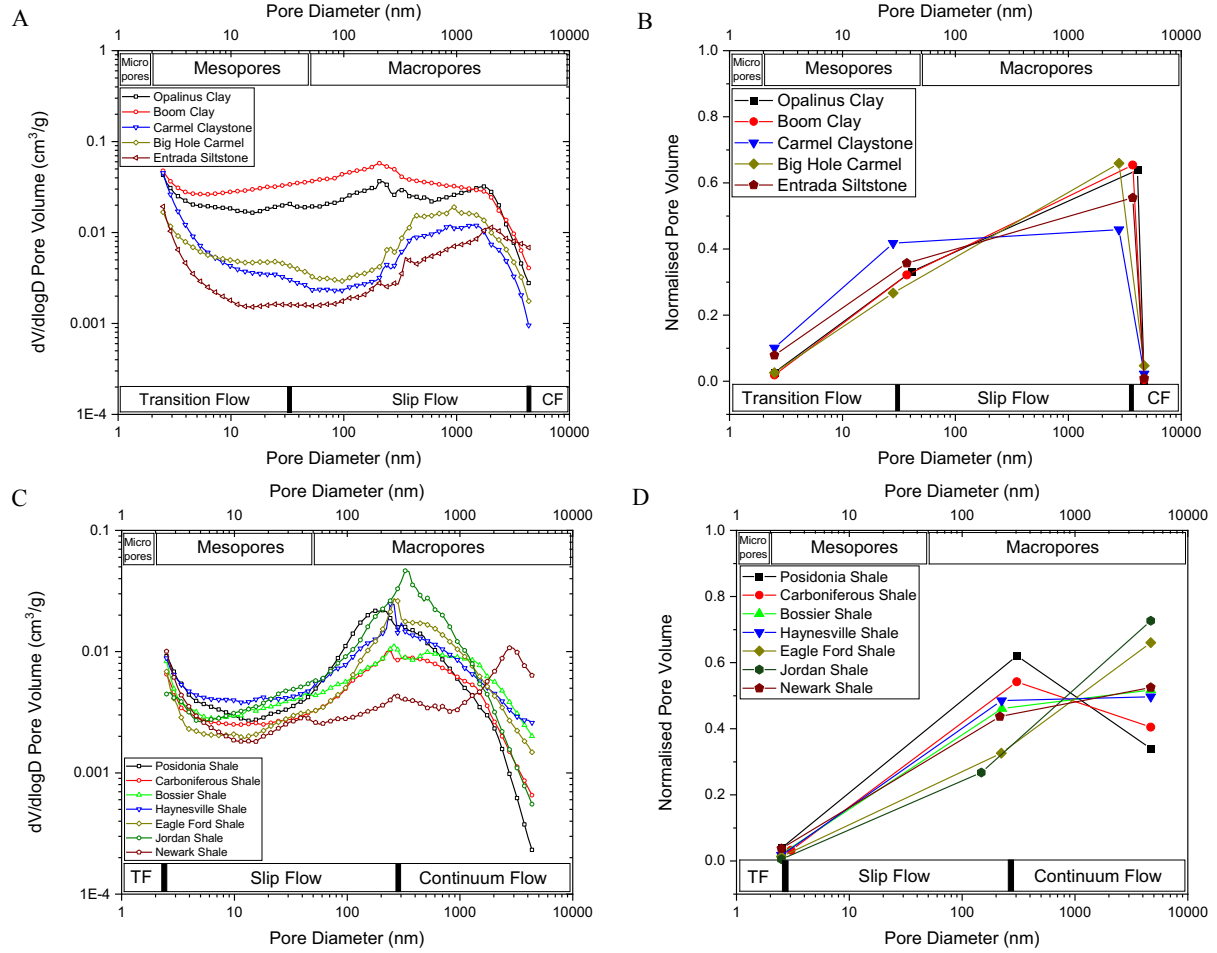 A
Pore Diameter (nm)
1 10 100 1000 10000
1
0.1
0.01
0.001
1E-4
dV/dlogD Pore Volume (cm³/g)
Micro
pores
Mesopores
Macropores
Opalinus Clay
Boom Clay
Carmel Claystone
Big Hole Carmel
Entrada Siltstone
Transition Flow
Slip Flow
CF
1 10 100 1000 10000
Pore Diameter (nm)
B
Pore Diameter (nm)
1 10 100 1000 10000
1.0
0.8
0.6
0.4
0.2
0.0
Normalised Pore Volume
Micro
pores
Mesopores
Macropores
Opalinus Clay
Boom Clay
Carmel Claystone
Big Hole Carmel
Entrada Siltstone
Transition Flow
Slip Flow
CF
1 10 100 1000 10000
Pore Diameter (nm)
C
Pore Diameter (nm)
1 10 100 1000 10000
0.1
0.01
0.001
1E-4
dV/dlogD Pore Volume (cm³/g)
Micro
pores
Mesopores
Macropores
Posidonia Shale
Carboniferous Shale
Bossier Shale
Haynesville Shale
Eagle Ford Shale
Jordan Shale
Newark Shale
TF
Slip Flow
Continuum Flow
1 10 100 1000 10000
Pore Diameter (nm)
D
Pore Diameter (nm)
1 10 100 1000 10000
1.0
0.8
0.6
0.4
0.2
0.0
Normalised Pore Volume
Micro
pores
Mesopores
Macropores
Posidonia Shale
Carboniferous Shale
Bossier Shale
Haynesville Shale
Eagle Ford Shale
Jordan Shale
Newark Shale
TF
Slip Flow
Continuum Flow
1 10 100 1000 10000
Pore Diameter (nm)